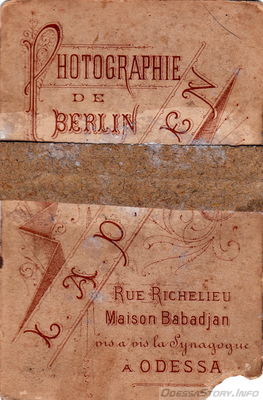 PHOTOGRAPHIE
DE
BERLIN
RUE RICHELIEU
Maison Babadjan
vis a vis la Synagogue
A ODESSA
OdessaStory.Info